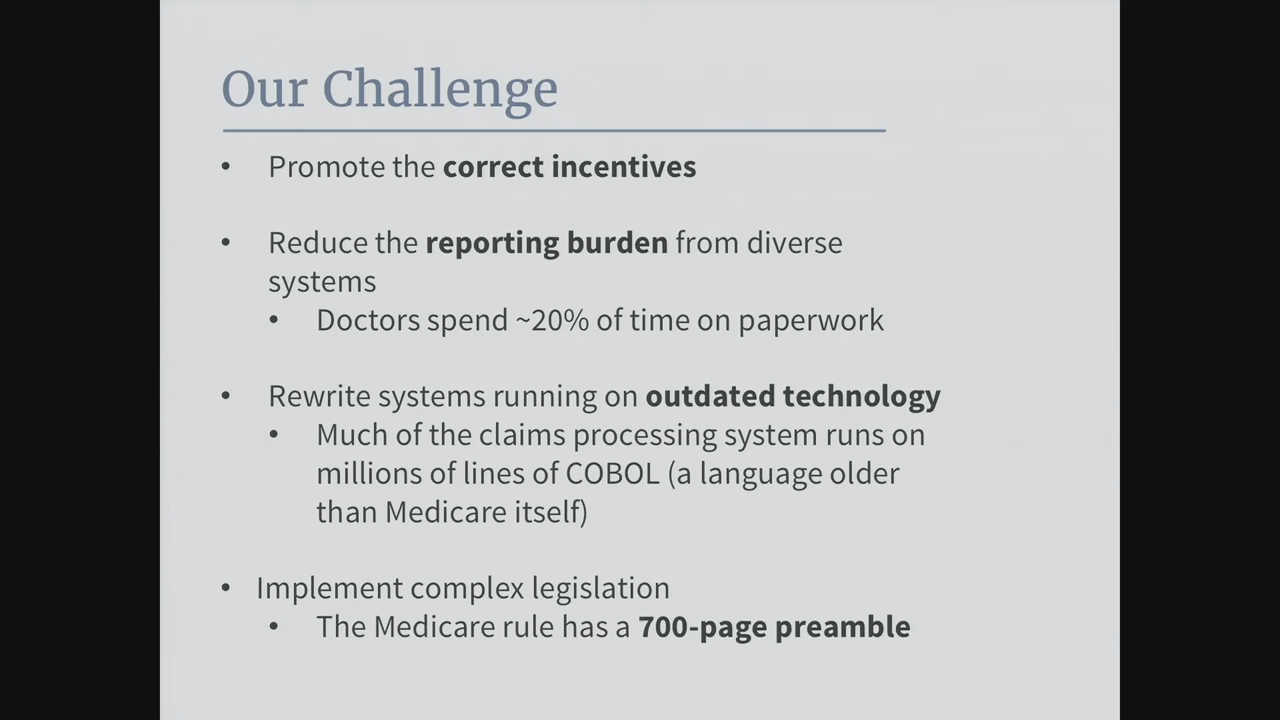 Our Challenge
• Promote the correct incentives
• Reduce the reporting burden from diverse
systems
• Doctors spend ~20% of time on paperwork
• Rewrite systems running on outdated technology
• Much of the claims processing system runs on
millions of lines of COBOL (a language older
than Medicare itself)
• Implement complex legislation
• The Medicare rule has a 700-page preamble